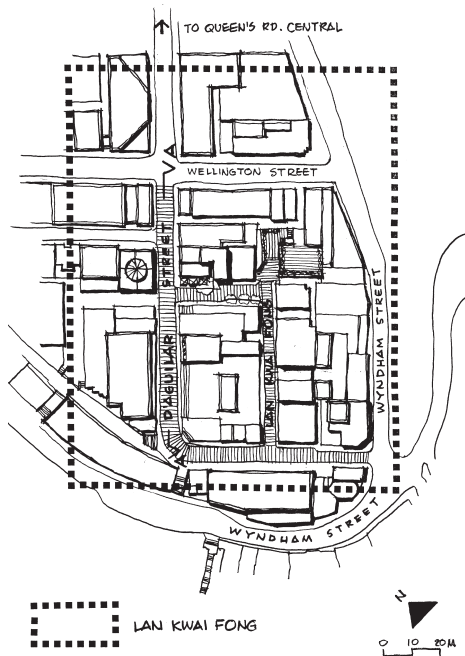 TO QUEEN'S RD. CENTRAL
WELLINGTON STREET
D'AGUILAR STREET
LAN KWAI FONG
WYNDHAM STREET
WYNDHAM STREET
LAN KWAI FONG
N
0 10 20M